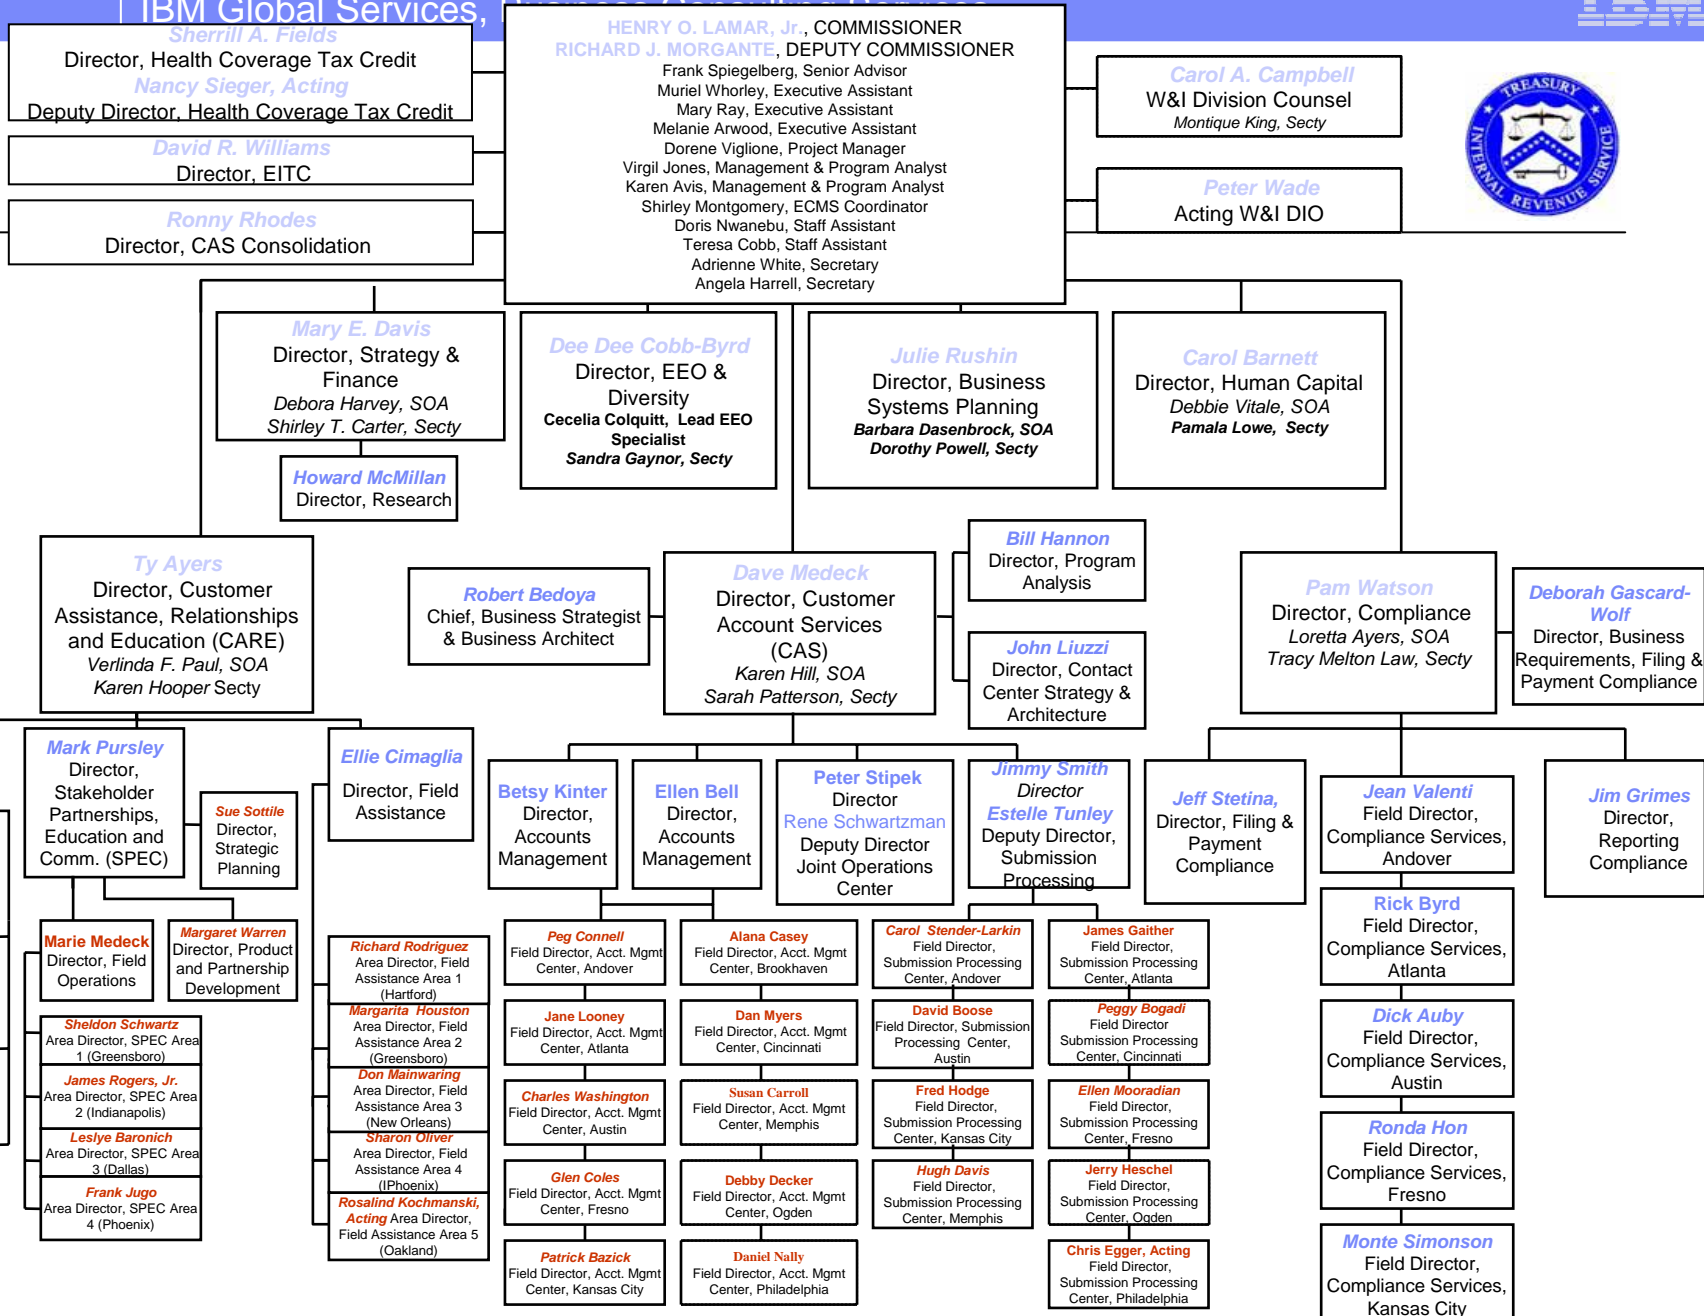 IBM Global Services,
IBM
Sherrill A. Fields
Director, Health Coverage Tax Credit
Nancy Sieger, Acting
Deputy Director, Health Coverage Tax Credit
David R. Williams
Director, EITC
Ronny Rhodes
Director, CAS Consolidation
HENRY O. LAMAR, Jr., COMMISSIONER
RICHARD J. MORGANTE, DEPUTY COMMISSIONER
Frank Spiegelberg, Senior Advisor
Muriel Whorley, Executive Assistant
Mary Ray, Executive Assistant
Melanie Arwood, Executive Assistant
Dorene Viglione, Project Manager
Virgil Jones, Management & Program Analyst
Karen Avis, Management & Program Analyst
Shirley Montgomery, ECMS Coordinator
Doris Nwanebu, Staff Assistant
Teresa Cobb, Staff Assistant
Adrienne White, Secretary
Angela Harrell, Secretary
Carol A. Campbell
W&I Division Counsel
Montique King, Secty
Peter Wade
Acting W&I DIO
TREASURY
INTERNAL REVENUE SERVICE
Mary E. Davis
Director, Strategy &
Finance
Debora Harvey, SOA
Shirley T. Carter, Secty
Howard McMillan
Director, Research
Dee Dee Cobb-Byrd
Director, EEO &
Diversity
Cecelia Colquitt, Lead EEO
Specialist
Sandra Gaynor, Secty
Julie Rushin
Director, Business
Systems Planning
Barbara Dasenbrock, SOA
Dorothy Powell, Secty
Carol Barnett
Director, Human Capital
Debbie Vitale, SOA
Pamala Lowe, Secty
Ty Ayers
Director, Customer
Assistance, Relationships
and Education (CARE)
Verlinda F. Paul, SOA
Karen Hooper Secty
Robert Bedoya
Chief, Business Strategist
& Business Architect
Dave Medeck
Director, Customer
Account Services
(CAS)
Karen Hill, SOA
Sarah Patterson, Secty
Bill Hannon
Director, Program
Analysis
John Liuzzi
Director, Contact
Center Strategy &
Architecture
Pam Watson
Director, Compliance
Loretta Ayers, SOA
Tracy Melton Law, Secty
Deborah Gascard-
Wolf
Director, Business
Requirements, Filing &
Payment Compliance
Mark Pursley
Director,
Stakeholder
Partnerships,
Education and
Comm. (SPEC)
Sue Sottile
Director,
Strategic
Planning
Ellie Cimaglia
Director, Field
Assistance
Betsy Kinter
Director,
Accounts
Management
Ellen Bell
Director,
Accounts
Management
Peter Stipek
Director
Rene Schwartzman
Deputy Director
Joint Operations
Center
Jimmy Smith
Director
Estelle Tunley
Deputy Director,
Submission
Processing
Jeff Stetina,
Director, Filing &
Payment
Compliance
Jean Valenti
Field Director,
Compliance Services,
Andover
Jim Grimes
Director,
Reporting
Compliance
Marie Medeck
Director, Field
Operations
Margaret Warren
Director, Product
and Partnership
Development
Sheldon Schwartz
Area Director, SPEC Area
1 (Greensboro)
James Rogers, Jr.
Area Director, SPEC Area
2 (Indianapolis)
Leslye Baronich
Area Director, SPEC Area
3 (Dallas)
Frank Jugo
Area Director, SPEC Area
4 (Phoenix)
Richard Rodriguez
Area Director, Field
Assistance Area 1
(Hartford)
Margarita Houston
Area Director, Field
Assistance Area 2
(Greensboro)
Don Mainwaring
Area Director, Field
Assistance Area 3
(New Orleans)
Sharon Oliver
Area Director, Field
Assistance Area 4
(IPhoenix)
Rosalind Kochmanski,
Acting Area Director,
Field Assistance Area 5
(Oakland)
Peg Connell
Field Director, Acct. Mgmt
Center, Andover
Jane Looney
Field Director, Acct. Mgmt
Center, Atlanta
Charles Washington
Field Director, Acct. Mgmt
Center, Austin
Glen Coles
Field Director, Acct. Mgmt
Center, Fresno
Patrick Bazick
Field Director, Acct. Mgmt
Center, Kansas City
Alana Casey
Field Director, Acct. Mgmt
Center, Brookhaven
Dan Myers
Field Director, Acct. Mgmt
Center, Cincinnati
Susan Carroll
Field Director, Acct. Mgmt
Center, Memphis
Debby Decker
Field Director, Acct. Mgmt
Center, Ogden
Daniel Nally
Field Director, Acct. Mgmt
Center, Philadelphia
Carol Stender-Larkin
Field Director,
Submission Processing
Center, Andover
David Boose
Field Director, Submission
Processing Center,
Austin
Fred Hodge
Field Director,
Submission Processing
Center, Kansas City
Hugh Davis
Field Director,
Submission Processing
Center, Memphis
James Gaither
Field Director,
Submission Processing
Center, Atlanta
Peggy Bogadi
Field Director
Submission Processing
Center, Cincinnati
Ellen Mooradian
Field Director,
Submission Processing
Center, Fresno
Jerry Heschel
Field Director,
Submission Processing
Center, Ogden
Chris Egger, Acting
Field Director,
Submission Processing
Center, Philadelphia
Rick Byrd
Field Director,
Compliance Services,
Atlanta
Dick Auby
Field Director,
Compliance Services,
Austin
Ronda Hon
Field Director,
Compliance Services,
Fresno
Monte Simonson
Field Director,
Compliance Services,
Kansas City